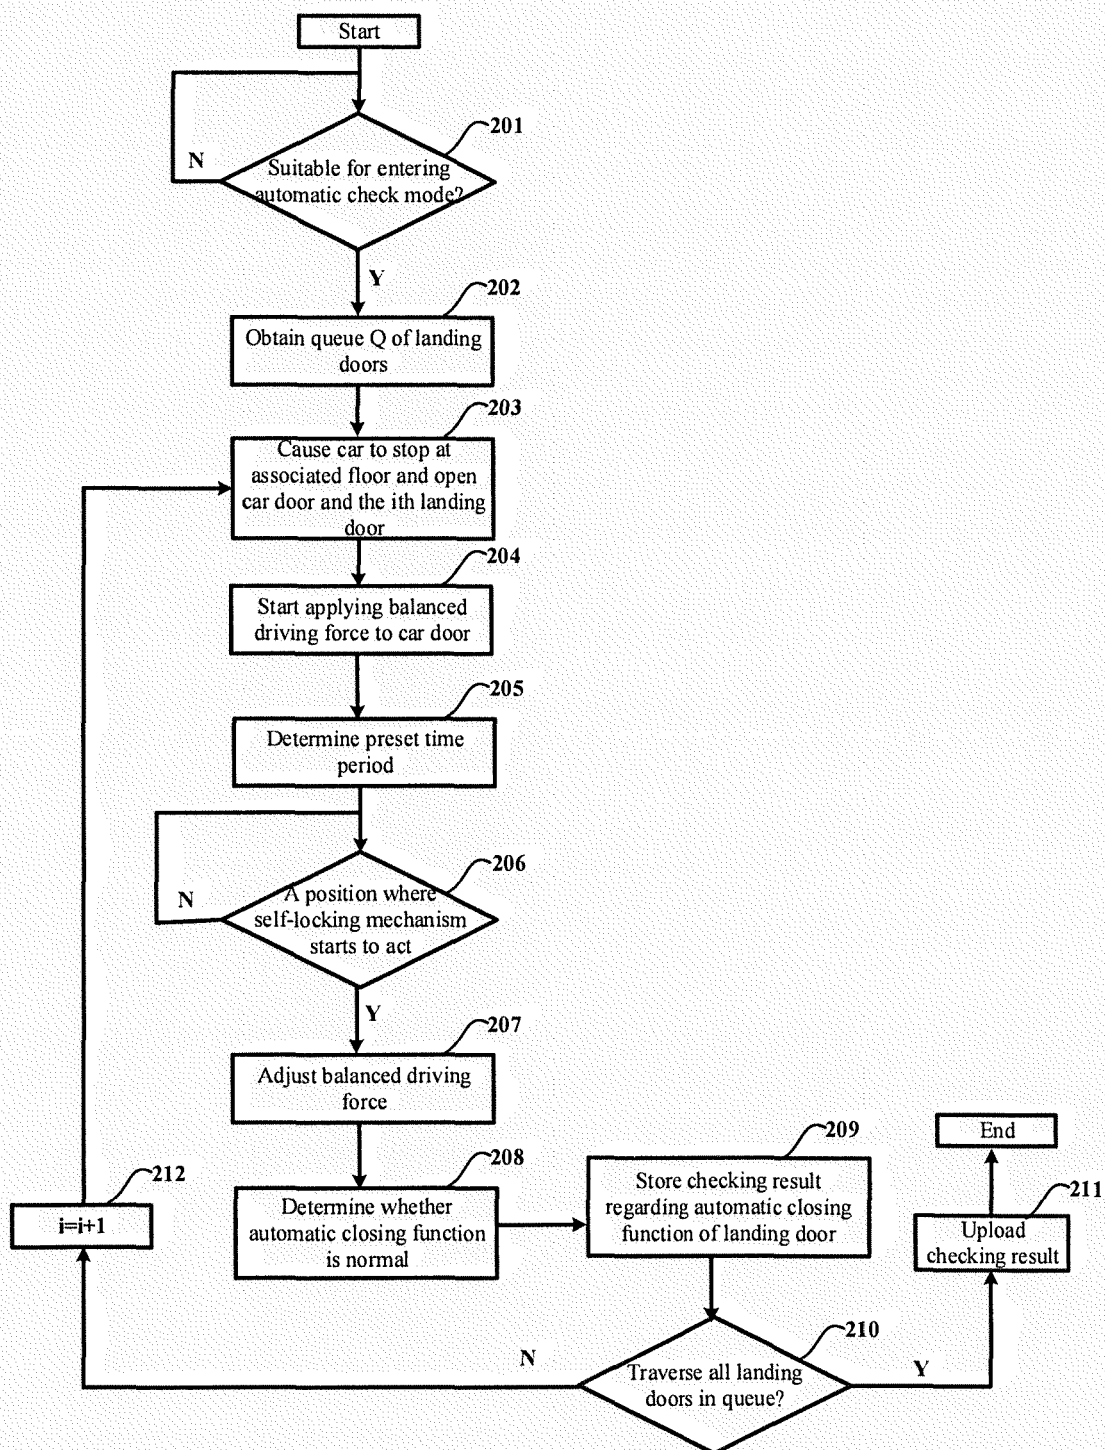 Start
201
Suitable for entering
automatic check mode?
N
Y
202
Obtain queue Q of landing
doors
203
Cause car to stop at
associated floor and open
car door and the ith landing
door
204
Start applying balanced
driving force to car door
205
Determine preset time
period
206
A position where
self-locking mechanism
starts to act
N
Y
207
Adjust balanced driving
force
208
Determine whether
automatic closing function
is normal
209
Store checking result
regarding automatic closing
function of landing door
210
Traverse all landing
doors in queue?
N
Y
211
Upload
checking result
End
212
i=i+1